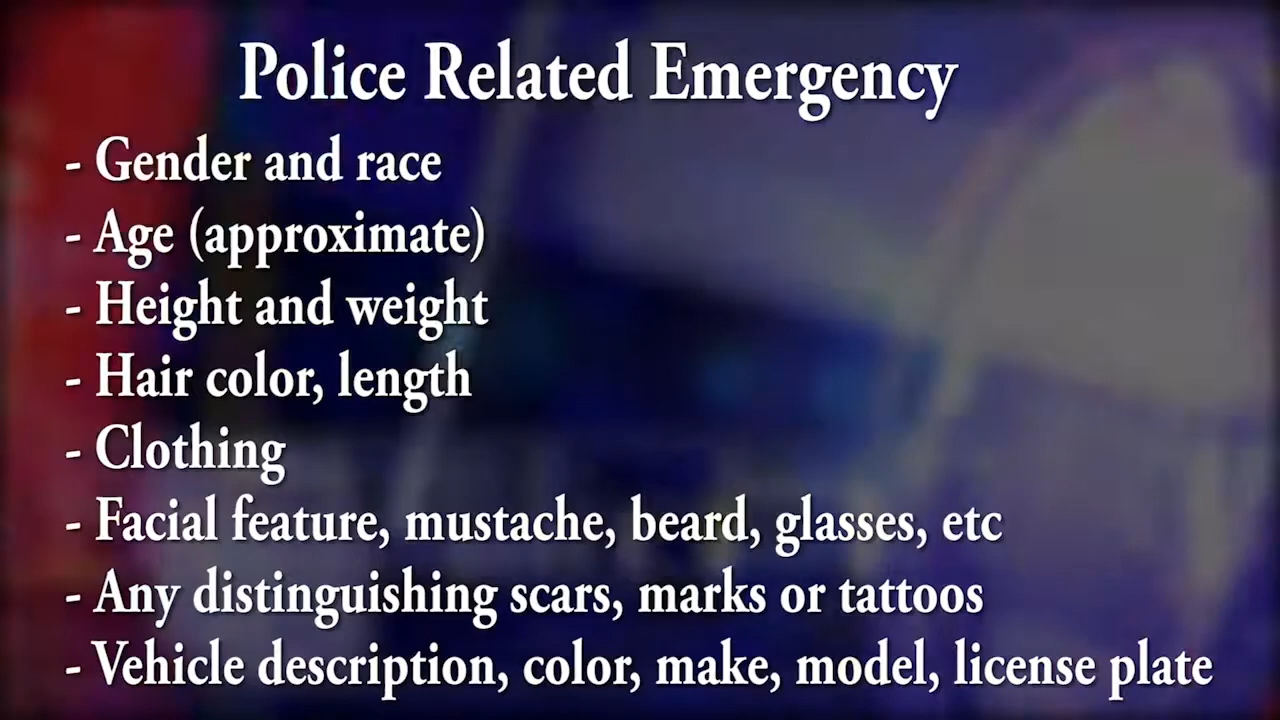 Police Related Emergency
- Gender and race
- Age (approximate)
- Height and weight
- Hair color, length
- Clothing
- Facial feature, mustache, beard, glasses, etc
- Any distinguishing scars, marks or tattoos
- Vehicle description, color, make, model, license plate